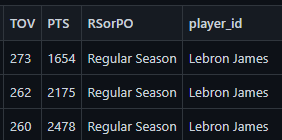 TOV PTS RSorPO player_id
273 1654 Regular Season Lebron James
262 2175 Regular Season Lebron James
260 2478 Regular Season Lebron James